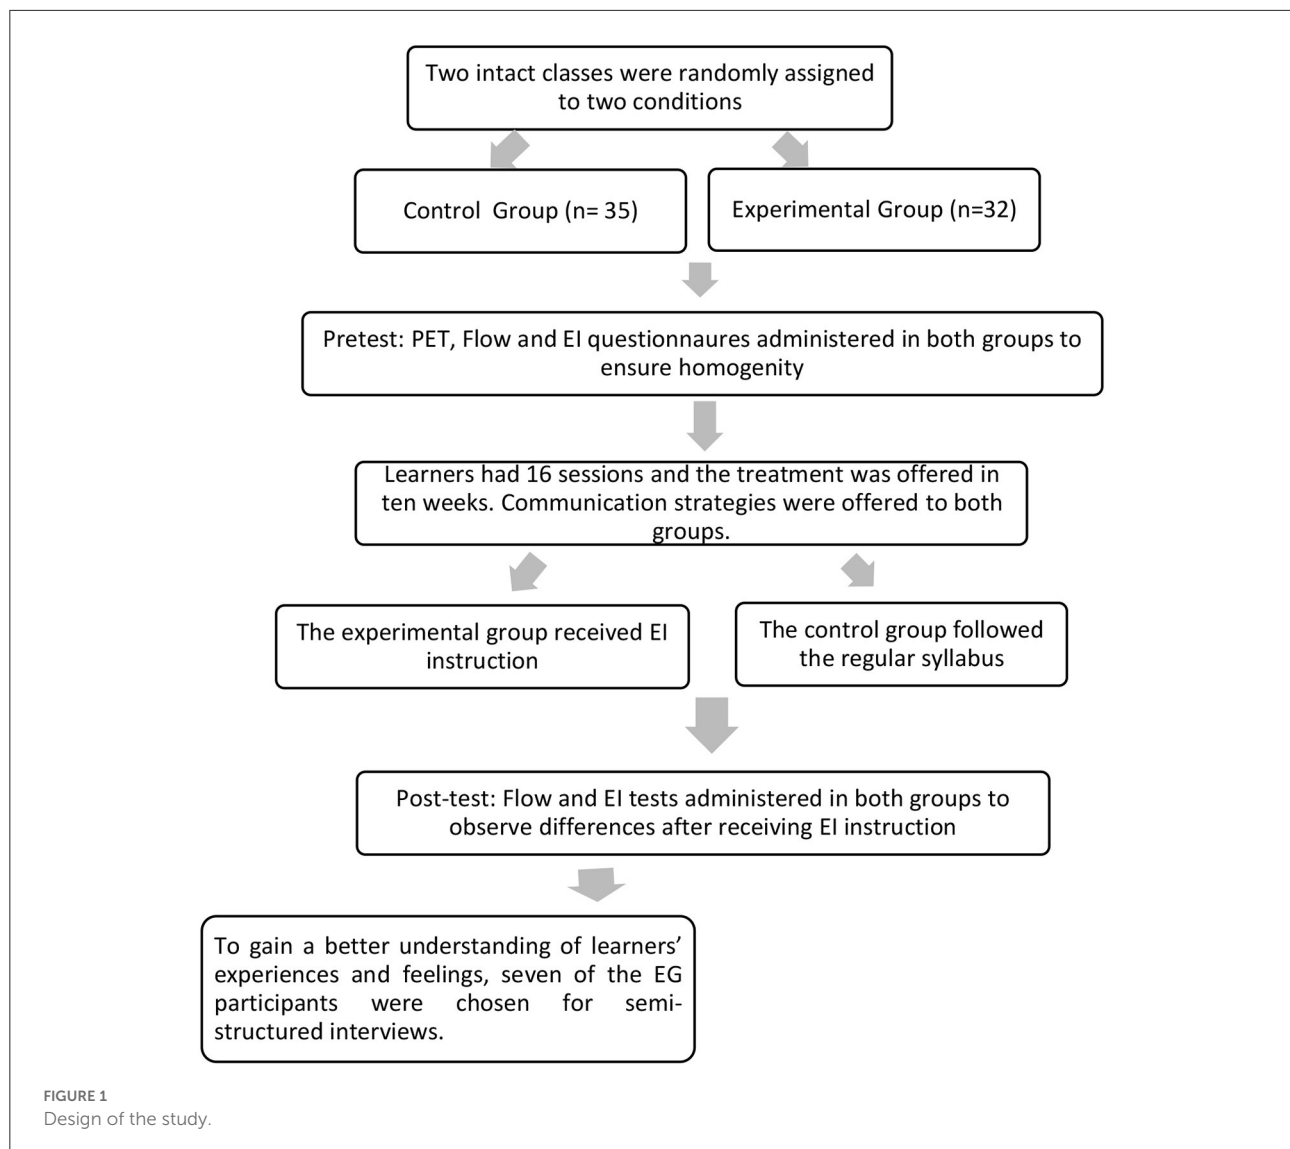 Two intact classes were randomly assigned
to two conditions
Control  Group (n= 35)
Experimental Group (n=32)
Pretest: PET, Flow and EI questionnaures administered in both groups to
ensure homogenity
Learners had 16 sessions and the treatment was offered in
ten weeks. Communication strategies were offered to both
groups.
The experimental group received EI
instruction
The control group followed
the regular syllabus
Post-test: Flow and EI tests administered in both groups to
observe differences after receiving EI instruction
To gain a better understanding of learners’
experiences and feelings, seven of the EG
participants were chosen for semi-
structured interviews.
FIGURE 1
Design of the study.